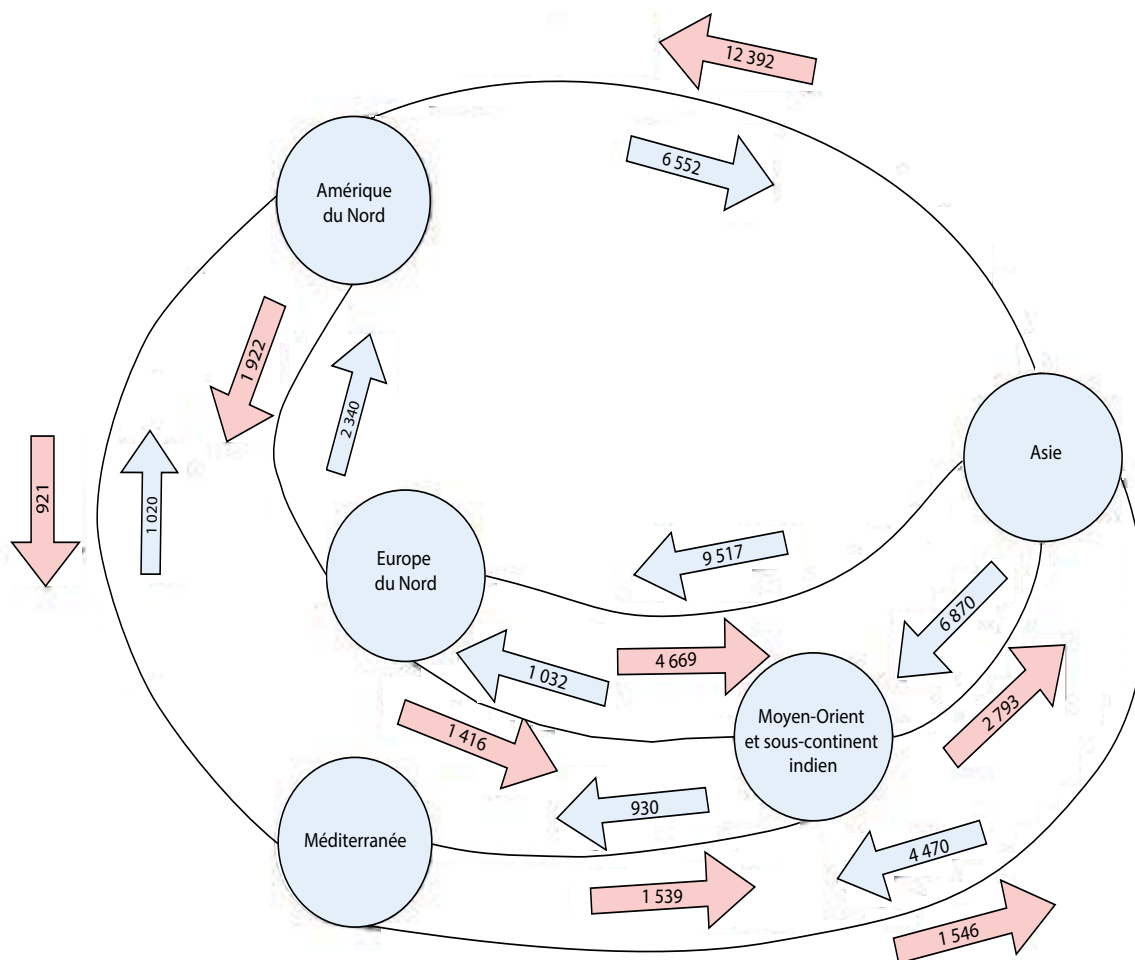 12 392
6 552
Amérique
du Nord
1 922
2 340
921
1 020
Asie
Europe
du Nord
9 517
6 870
4 669
1 032
2 793
1 416
Moyen-Orient
et sous-continent
indien
930
Méditerranée
4 470
1 539
1 546